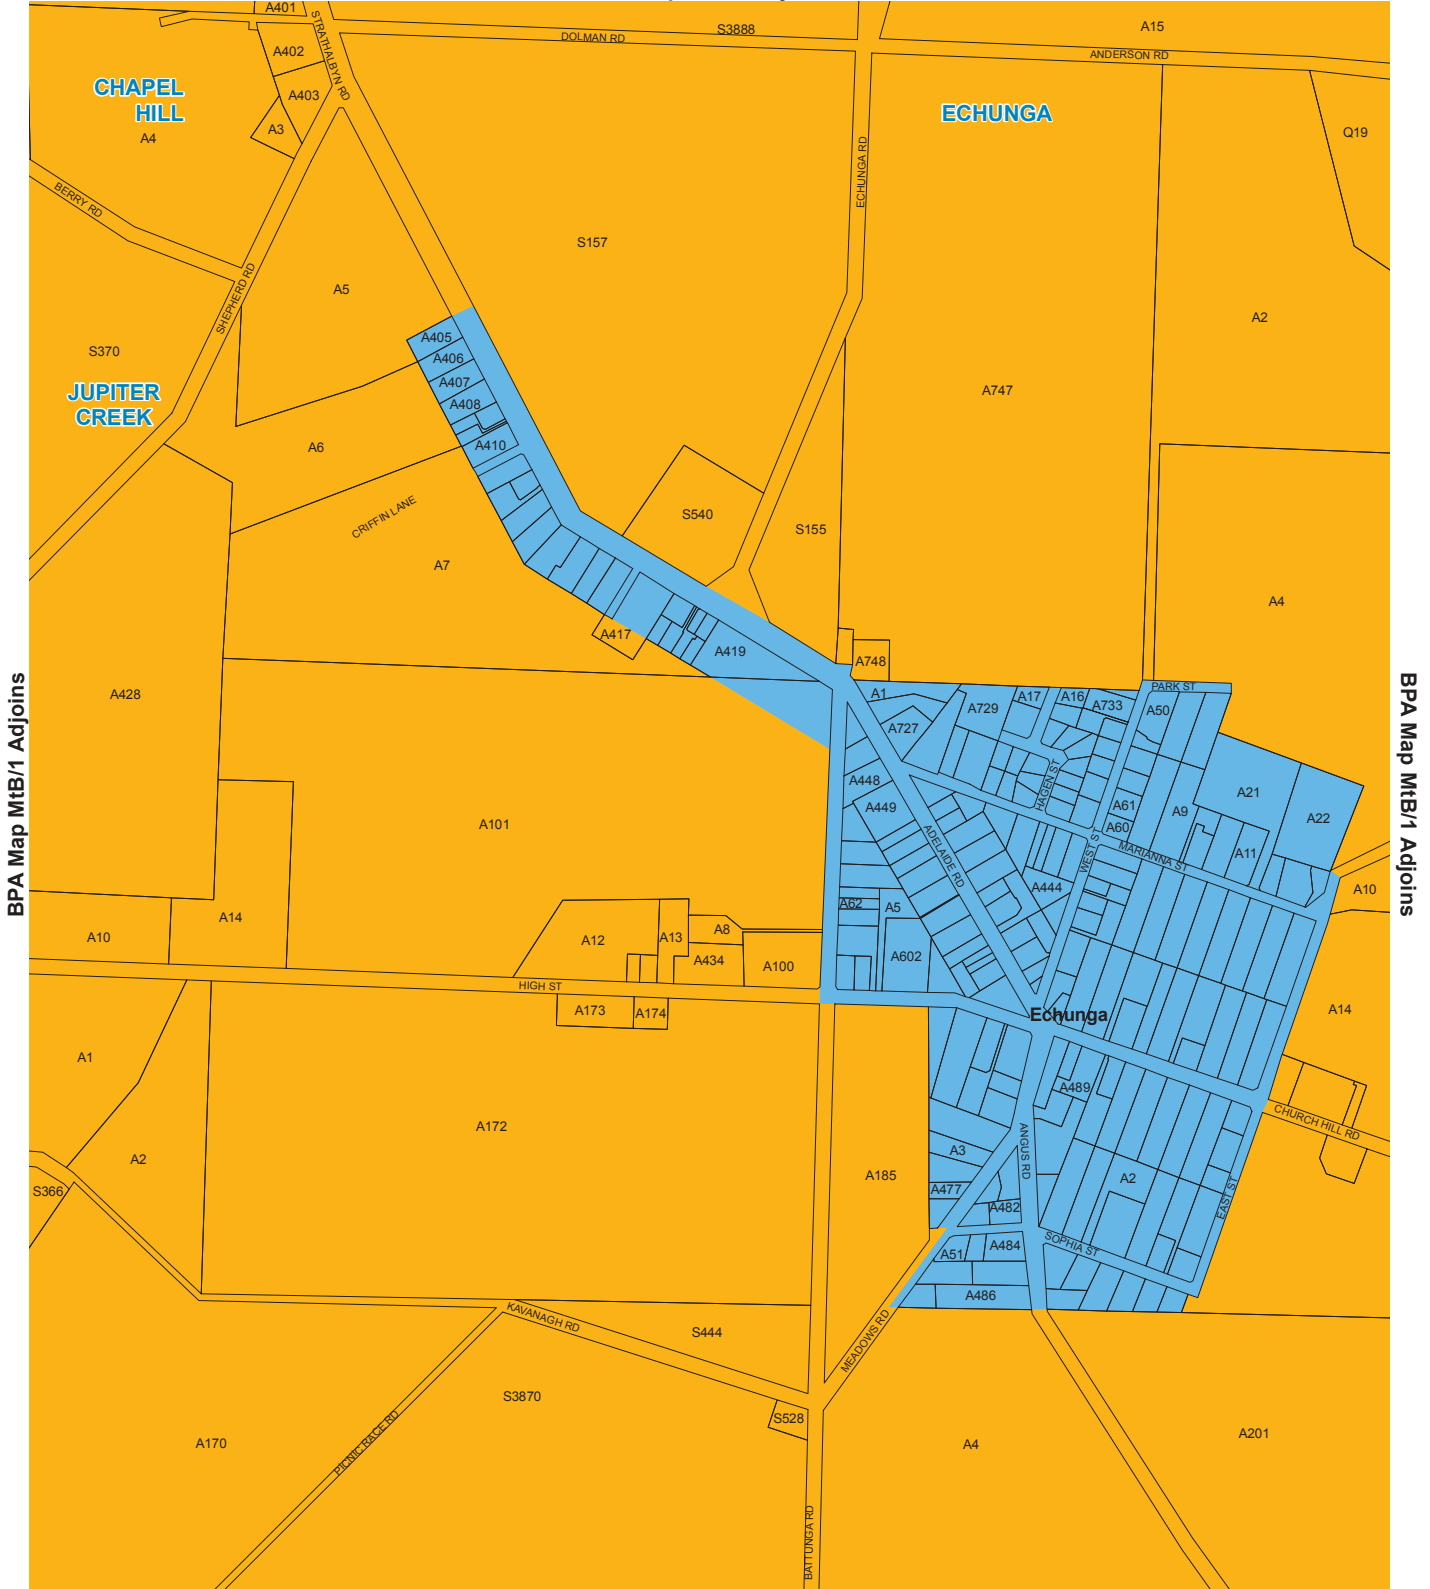 A401
S3888
A15
STRATHALBYN RD
DOLMAN RD
ANDERSON RD
A402
CHAPEL
HILL
A403
ECHUNGA
A3
A4
Q19
ECHUNGA RD
BERRY RD
S157
SHEPHERD RD
A5
A2
A405
S370
A406
A407
A747
JUPITER
CREEK
A408
A410
A6
CRIFFIN LANE
S540
S155
A7
A4
A417
A419
A748
BPA Map MtB/1 Adjoins
BPA Map MtB/1 Adjoins
A428
A1
A17
A16
PARK ST
A729
A733
A50
A727
HAGEN ST
A448
A21
A449
A61
A9
A22
A101
A60
ADELAIDE RD
WEST ST
MARIANNA ST
A11
A444
A10
A62
A5
A14
A8
A10
A12
A13
A602
A434
A100
HIGH ST
A173
A174
Echunga
A14
A1
A489
CHURCH HILL RD
A172
ANGUS RD
A3
A2
A185
A2
S366
A477
EAST ST
A482
SOPHIA ST
A51
A484
A486
KAVANAGH RD
S444
MEADOWS RD
S3870
S528
A170
PICNIC RACE RD
A4
A201
BATTUNGA RD